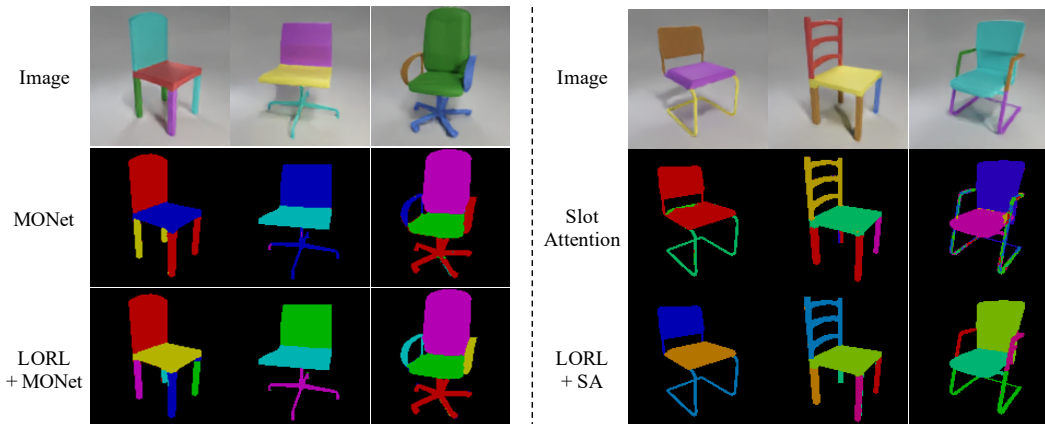 Image
MONet
LORL
+ MONet
Image
Slot
Attention
LORL
+ SA